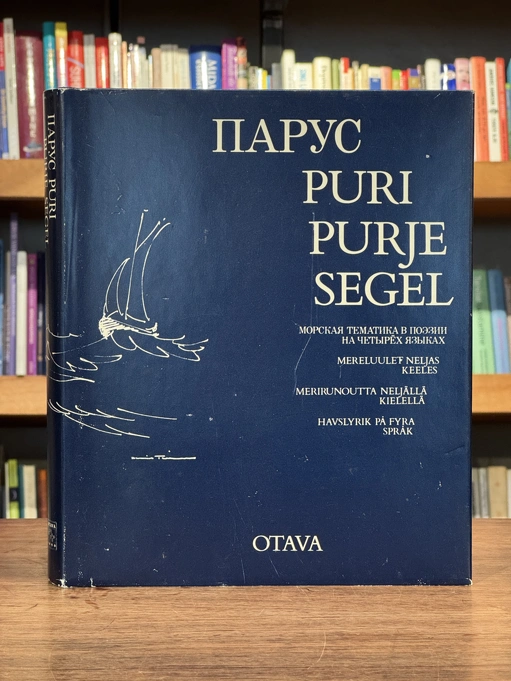 ПАРУС
PURI
PURJE
SEGEL
МОРСКАЯ ТЕМАТИКА В ПОЭЗИИ
НА ЧЕТЫРЁХ ЯЗЫКАХ
MERELUULET NELJAS
KEELES
MERIRUNOUTTA NELJÄLLÄ
KIELELLÄ
HAVSLYRIK PÅ FYRA
SPRÅK
OTAVA
ПАРУС PURI
SEGEL